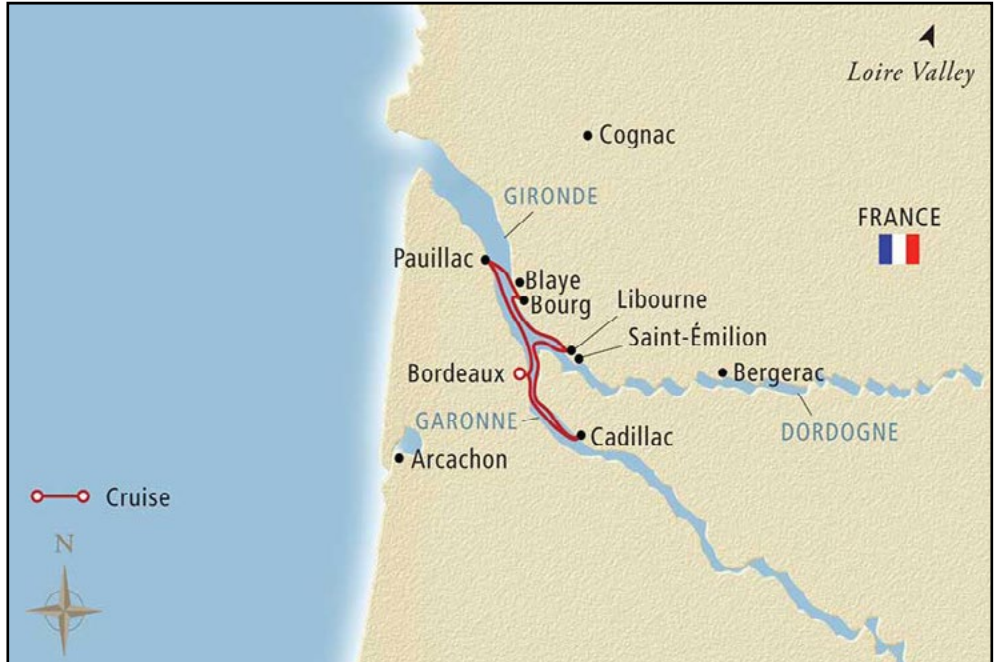 Loire Valley
Cognac
GIRONDE
FRANCE
Pauillac
Blaye
Bourg
Libourne
Saint-Émilion
Bordeaux
Bergerac
GARONNE
Cadillac
DORDOGNE
Arcachon
Cruise
N